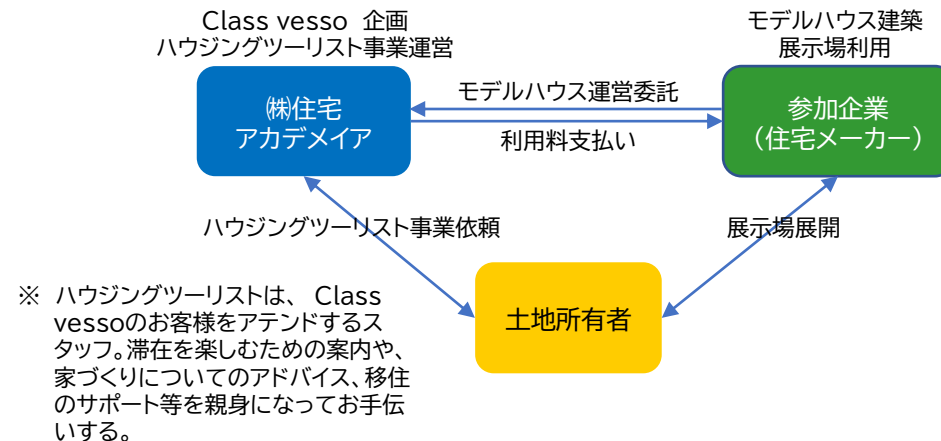 Class vesso 企画
ハウジングツーリスト事業運営
モデルハウス建築
展示場利用
㈱住宅
アカデメイア
モデルハウス運営委託
利用料支払い
参加企業
（住宅メーカー）
ハウジングツーリスト事業依頼
展示場展開
土地所有者
※ ハウジングツーリストは、 Class
vessoのお客様をアテンドするス
タッフ。滞在を楽しむための案内や、
家づくりについてのアドバイス、移住
のサポート等を親身になってお手伝
いする。